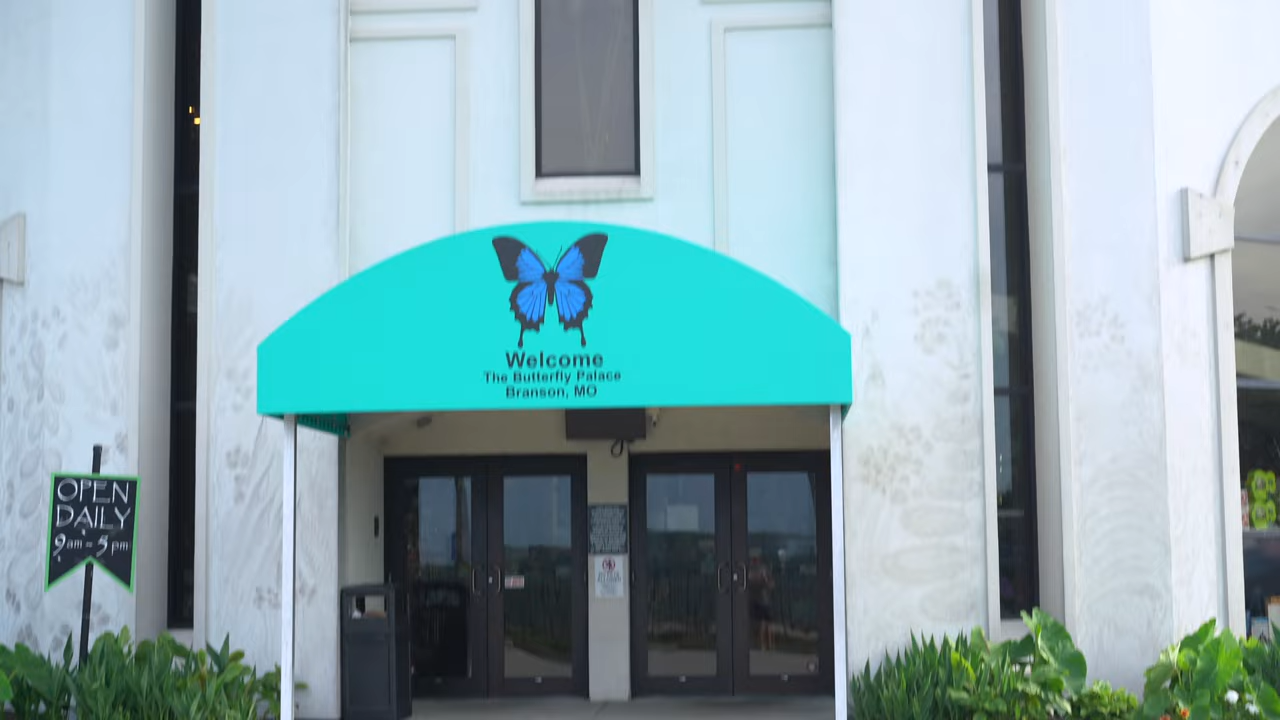 Welcome
The Butterfly Palace
Branson, MO
OPEN
DAILY
9am - 5pm